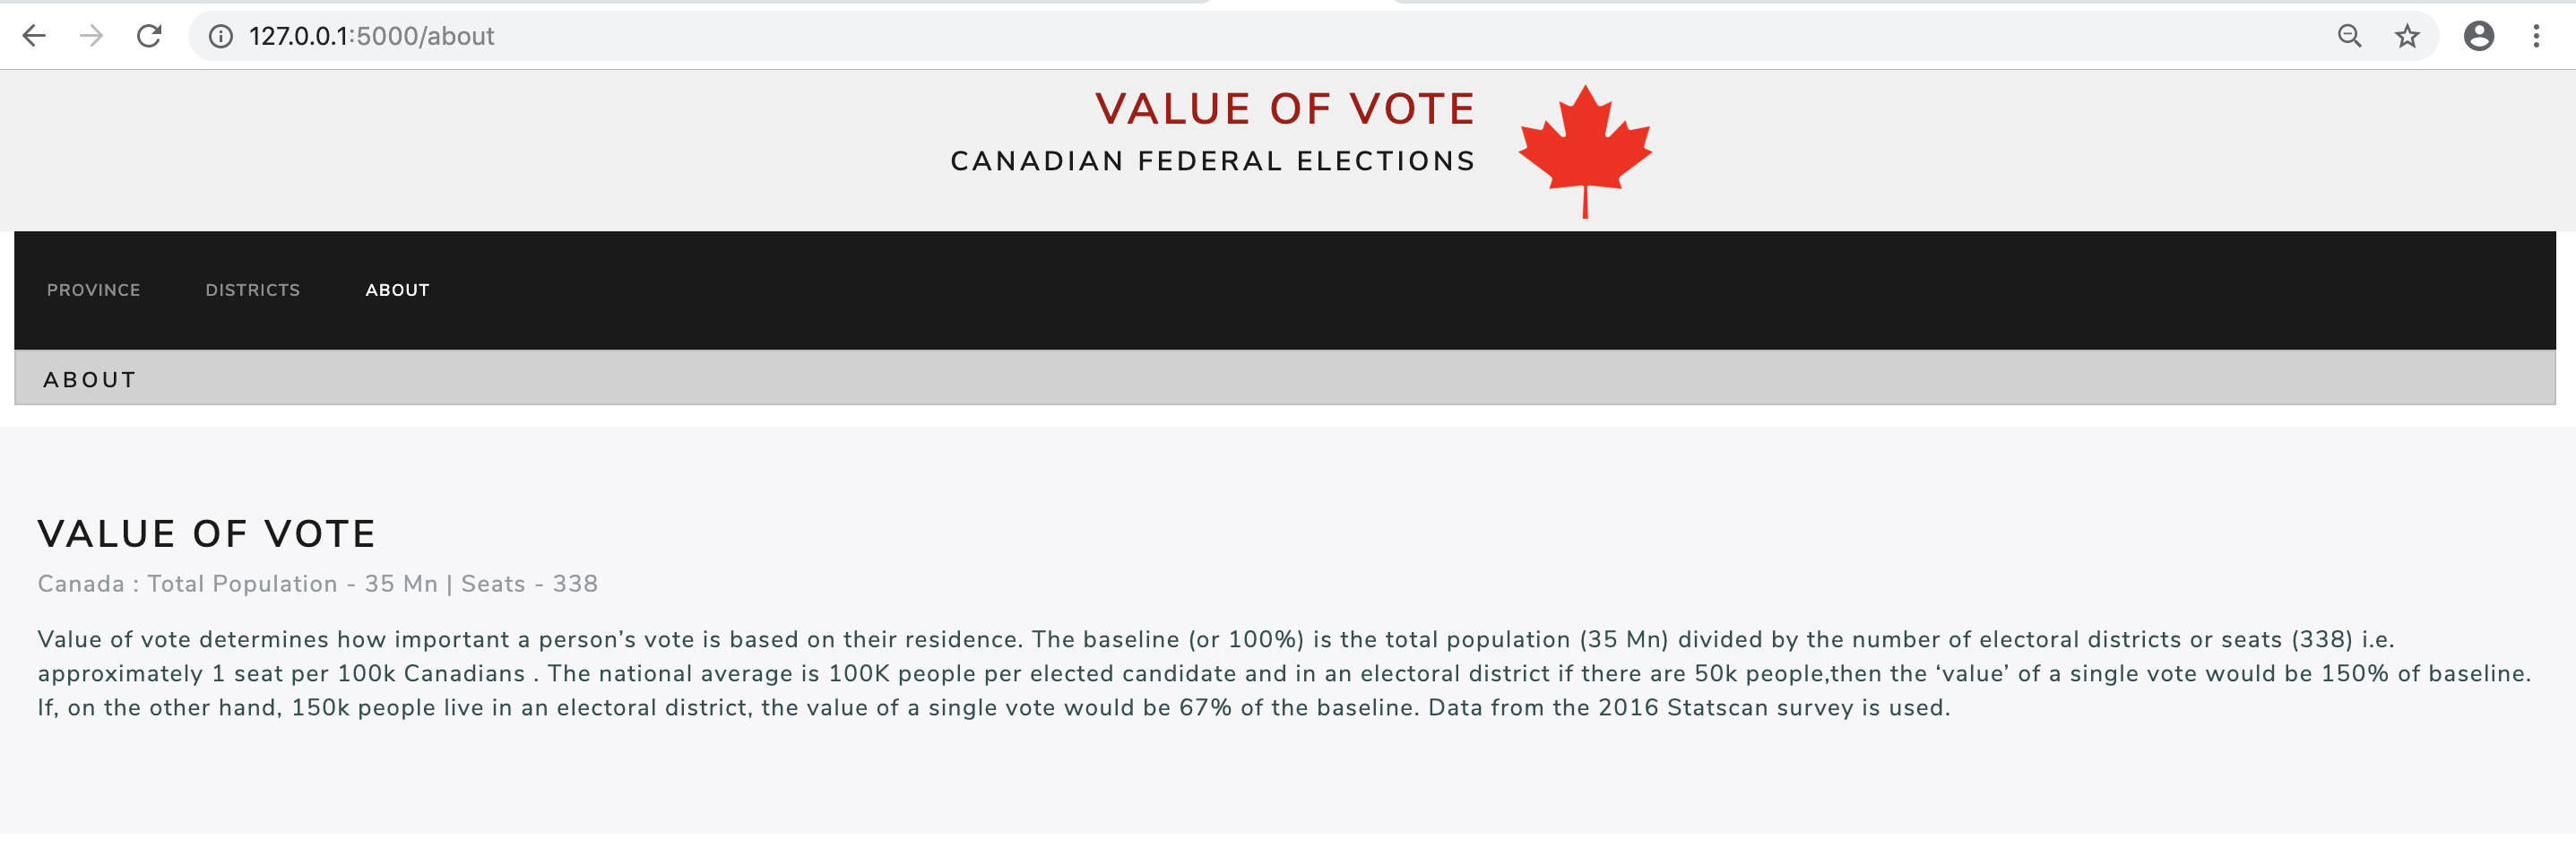 127.0.0.1:5000/about
VALUE OF VOTE
CANADIAN FEDERAL ELECTIONS
PROVINCE DISTRICTS ABOUT
ABOUT
VALUE OF VOTE
Canada : Total Population - 35 Mn | Seats - 338
Value of vote determines how important a person’s vote is based on their residence. The baseline (or 100%) is the total population (35 Mn) divided by the number of electoral districts or seats (338) i.e.
approximately 1 seat per 100k Canadians . The national average is 100K people per elected candidate and in an electoral district if there are 50k people,then the ‘value’ of a single vote would be 150% of baseline.
If, on the other hand, 150k people live in an electoral district, the value of a single vote would be 67% of the baseline. Data from the 2016 Statscan survey is used.